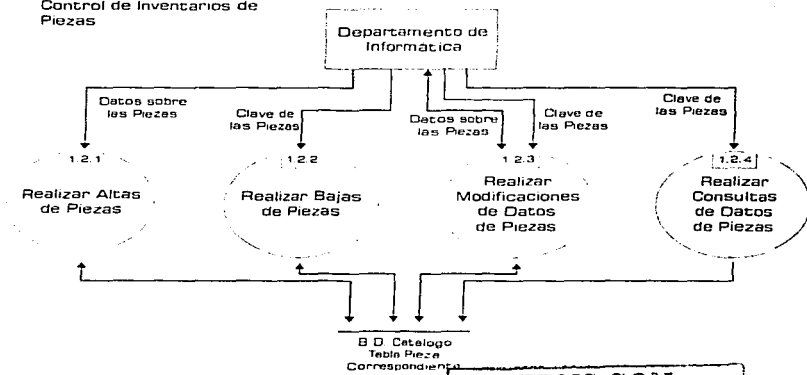 Control de Inventarios de
Piezas
Departamento de
Informática
Datos sobre
las Piezas
Clave de
las Piezas
Datos sobre
las Piezas
Clave de
las Piezas
Clave de
las Piezas
1.2.1
Realizar Altas
de Piezas
1.2.2
Realizar Bajas
de Piezas
1.2.3
Realizar
Modificaciones
de Datos
de Piezas
1.2.4
Realizar
Consultas
de Datos
de Piezas
B.D. Catalogo
Tabla Pieza
Correspondiente